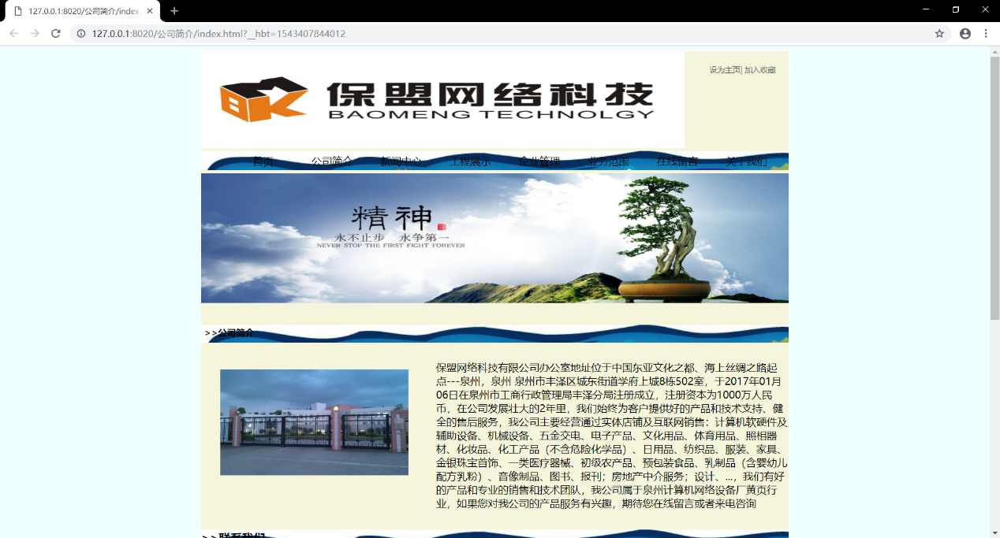 127.0.0.1:8020/公司简介/index.
127.0.0.1:8020/公司简介/index.html?__hbt=1543407844012
设为主页| 加入收藏
保盟网络科技
BAOMENG TECHNOLGY
首页 公司简介 新闻中心 工程展示 企业管理 业务范围 在线留言 关于我们
精神
永不止步 永争第一
NEVER STOP THE FIRST FIGHT FOREVER
>>公司简介
保盟网络科技有限公司办公室地址位于中国东亚文化之都、海上丝绸之路起
点---泉州，泉州 泉州市丰泽区城东街道学府上城8栋502室，于2017年01月
06日在泉州市工商行政管理局丰泽分局注册成立，注册资本为1000万人民
币，在公司发展壮大的2年里，我们始终为客户提供好的产品和技术支持、健
全的售后服务，我公司主要经营通过实体店铺及互联网销售：计算机软硬件及
辅助设备、机械设备、五金交电、电子产品、文化用品、体育用品、照相器
材、化妆品、化工产品（不含危险化学品）、日用品、纺织品、服装、家具、
金银珠宝首饰、一类医疗器械、初级农产品、预包装食品、乳制品（含婴幼儿
配方乳粉）、音像制品、图书、报刊；房地产中介服务；设计、...，我们有好
的产品和专业的销售和技术团队，我公司属于泉州计算机网络设备厂黄页行
业，如果您对我公司的产品服务有兴趣，期待您在线留言或者来电咨询
>>联系我们